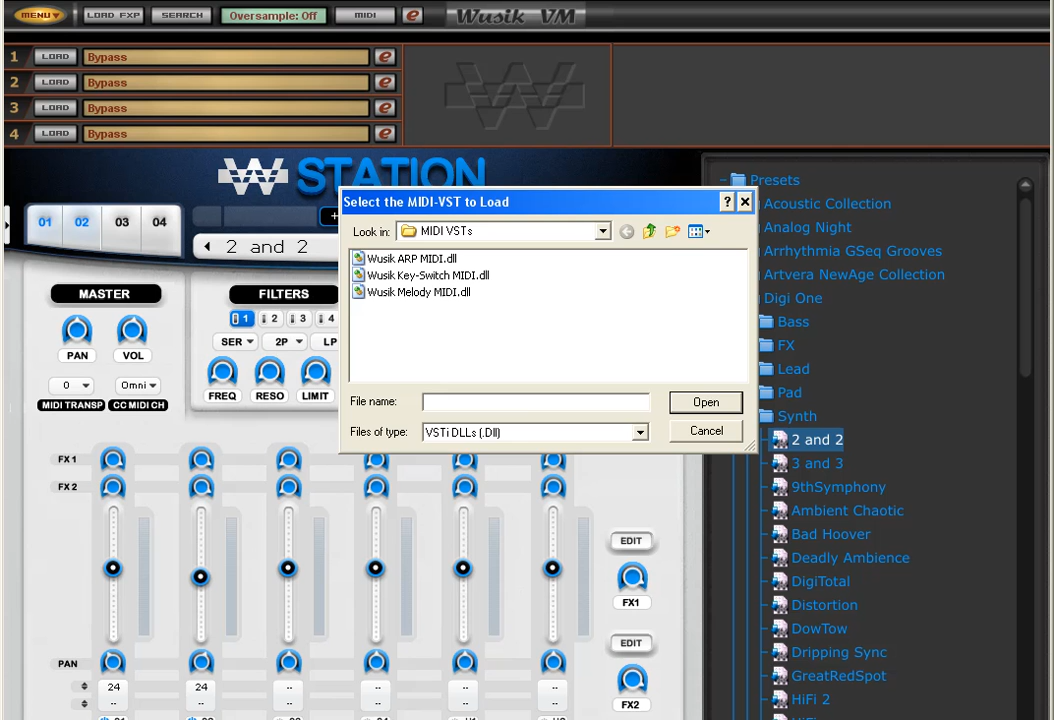 MENU
LOAD FXP
SEARCH
Oversample: Off
MIDI
e
Wusik VM
1 LOAD Bypass e
2 LOAD Bypass e
3 LOAD Bypass e
4 LOAD Bypass e
W STATION
01 02 03 04
+
2 and 2
MASTER
PAN VOL
0 Omni
MIDI TRANSP CC MIDI CH
FILTERS
1 2 3 4
SER 2P LP
FREQ RESO LIMIT
Select the MIDI-VST to Load
?
Look in: MIDI VSTs
Wusik ARP MIDI.dll
Wusik Key-Switch MIDI.dll
Wusik Melody MIDI.dll
File name:
Open
Files of type: VSTi DLLs (.Dll)
Cancel
FX 1
FX 2
EDIT
FX1
EDIT
FX2
PAN
24 24 -- -- -- --
-- -- -- -- -- --
Presets
Acoustic Collection
Analog Night
Arrhythmia GSeq Grooves
Artvera NewAge Collection
Digi One
Bass
FX
Lead
Pad
Synth
2 and 2
3 and 3
9thSymphony
Ambient Chaotic
Bad Hoover
Deadly Ambience
DigiTotal
Distortion
DowTow
Dripping Sync
GreatRedSpot
HiFi 2